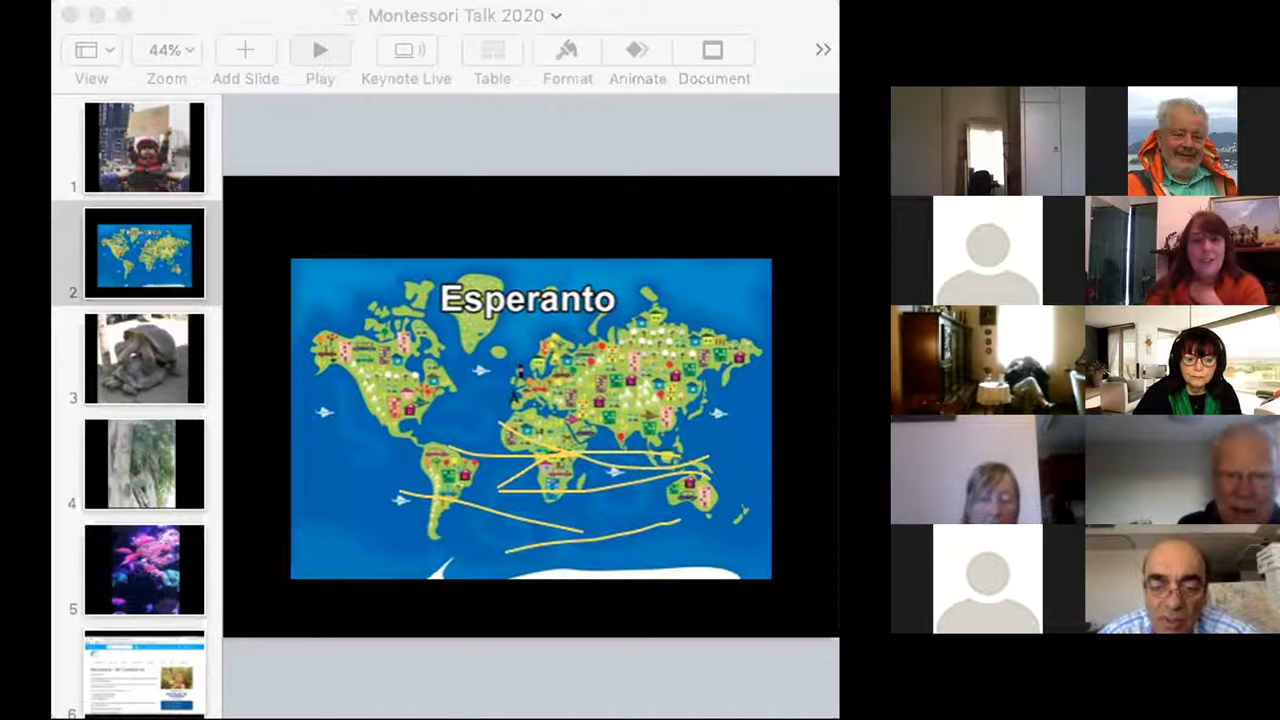 Montessori Talk 2020
44%
View
Zoom
Add Slide
Play
Keynote Live
Table
Format
Animate
Document
1
2
3
4
5
6
Esperanto
Esperanto